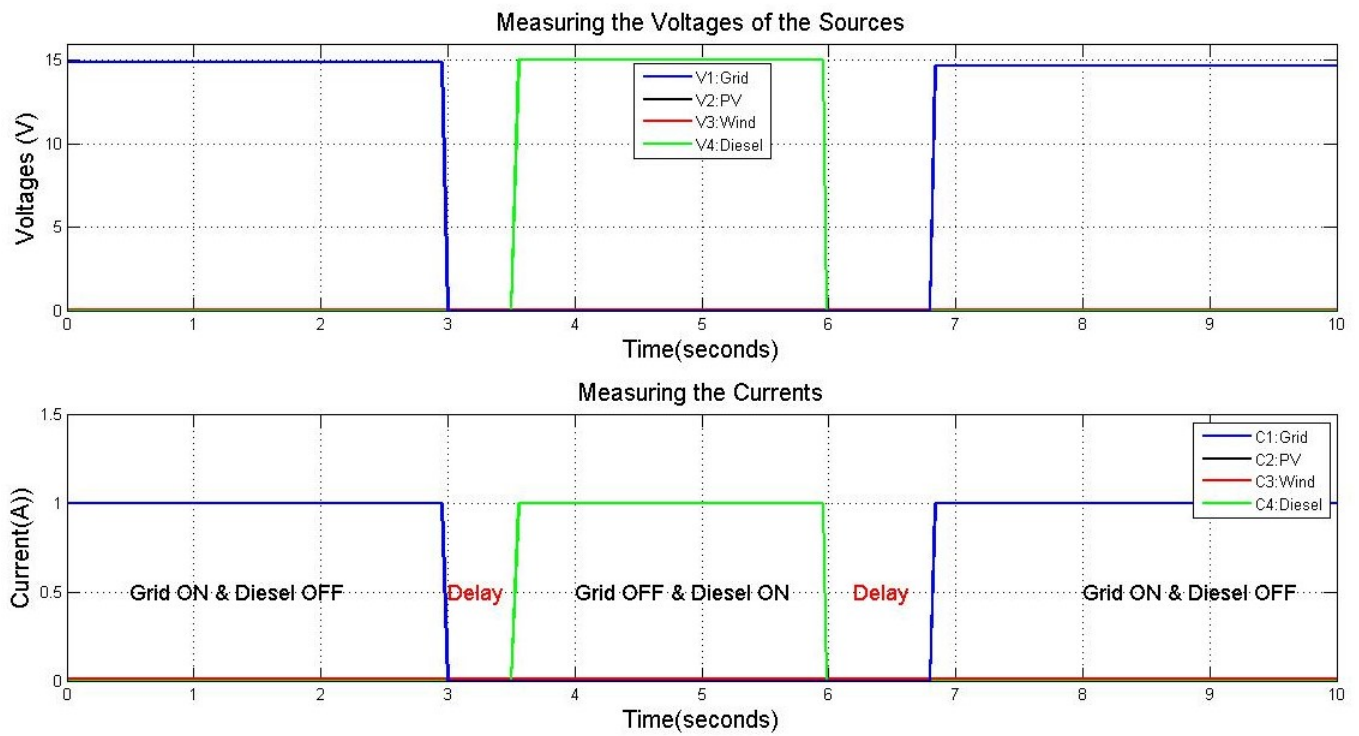 Measuring the Voltages of the Sources
Voltages (V)
15
10
5
0
V1:Grid
V2:PV
V3:Wind
V4:Diesel
0 1 2 3 4 5 6 7 8 9 10
Time(seconds)
Measuring the Currents
Current(A))
1.5
1
0.5
0
C1:Grid
C2:PV
C3:Wind
C4:Diesel
Grid ON & Diesel OFF Delay Grid OFF & Diesel ON Delay Grid ON & Diesel OFF
0 1 2 3 4 5 6 7 8 9 10
Time(seconds)